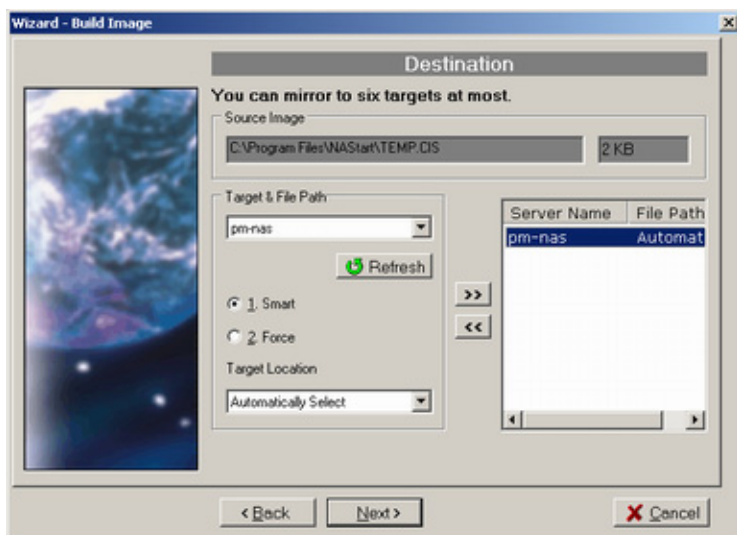 Wizard - Build Image
Destination
You can mirror to six targets at most.
Source Image
C:\Program Files\NAStart\TEMP.CIS 2 KB
Target & File Path
pm-nas
Refresh
1. Smart
2. Force
Target Location
Automatically Select
>>
<<
Server Name File Path
pm-nas Automat
< Back Next > Cancel